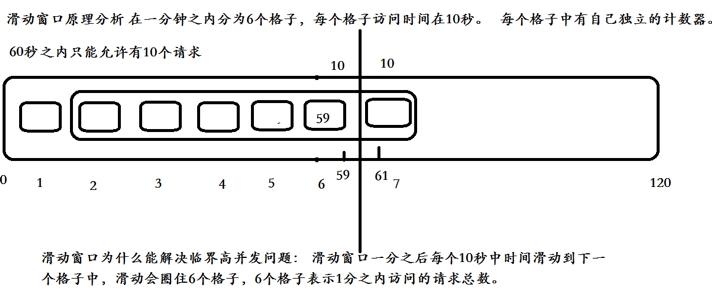 滑动窗口原理分析 在一分钟之内分为6个格子，每个格子访问时间在10秒。 每个格子中有自己独立的计数器。
60秒之内只能允许有10个请求
10 10
59
0 1 2 3 4 5 6 59 61 7 120
滑动窗口为什么能解决临界高并发问题： 滑动窗口一分之后每个10秒中时间滑动到下一
个格子中，滑动会圈住6个格子，6个格子表示1分之内访问的请求总数。